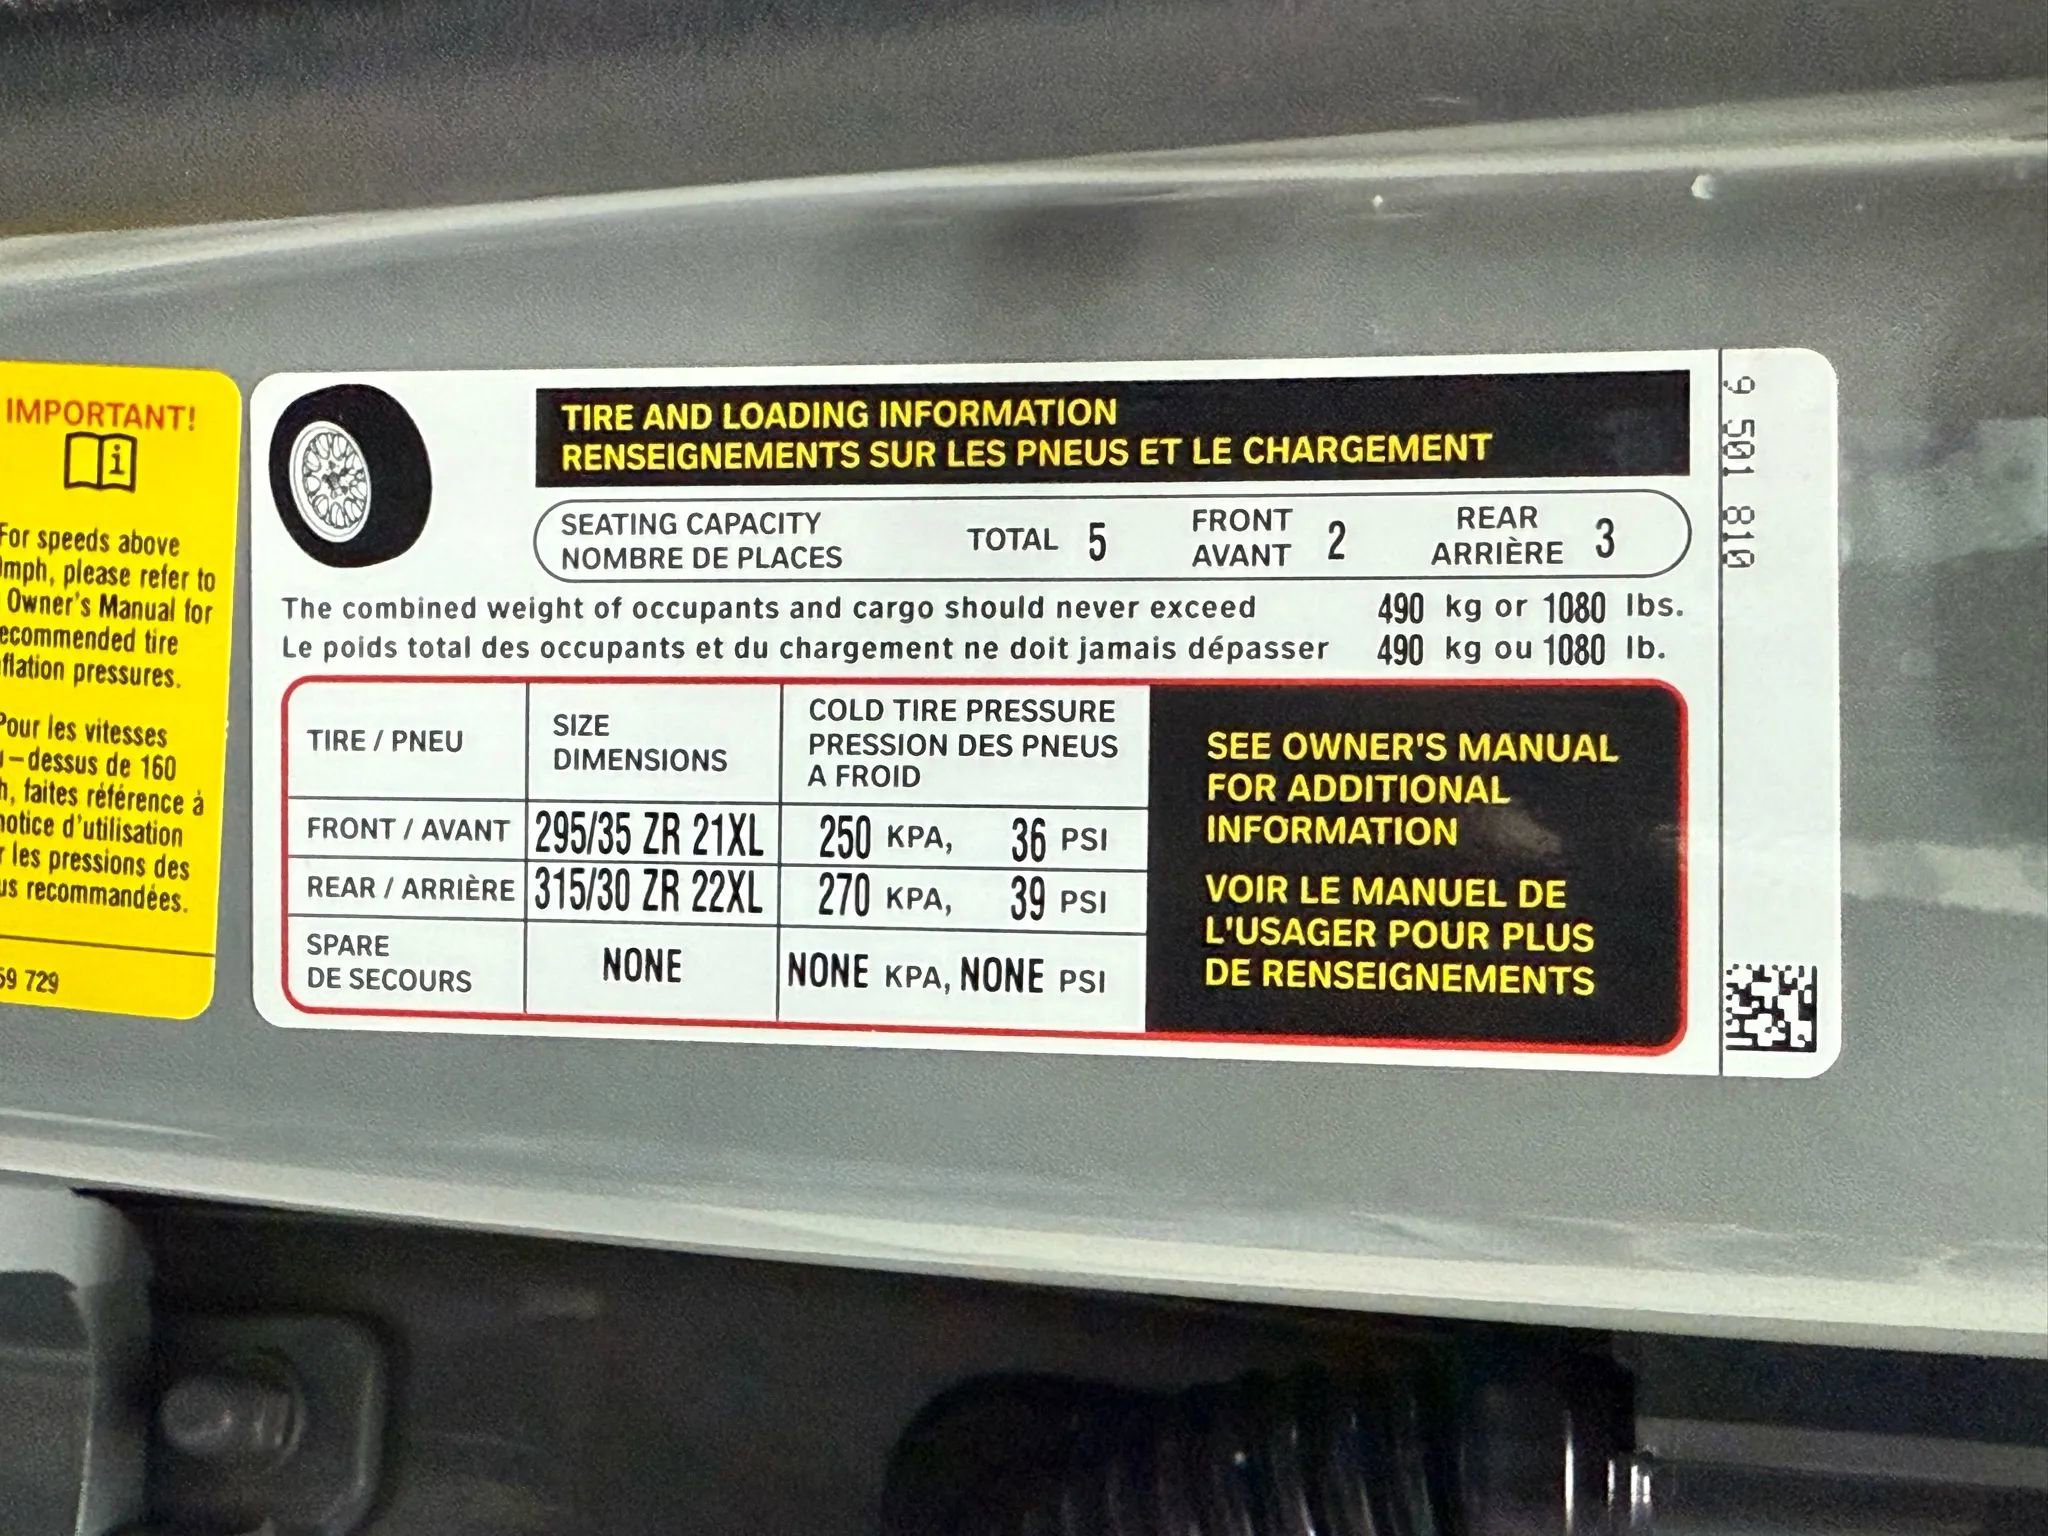 IMPORTANT!
For speeds above
mph, please refer to
Owner's Manual for
tire
pressures.
Pour les vitesses
dessus de 160
faites référence à
notice d'utilisation
les pressions des
recommandées.
729
TIRE AND LOADING INFORMATION
RENSEIGNEMENTS SUR LES PNEUS ET LE CHARGEMENT
SEATING CAPACITY
NOMBRE DE PLACES
TOTAL 5
FRONT
AVANT 2
REAR
ARRIÈRE 3
The combined weight of occupants and cargo should never exceed 490 kg or 1080 lbs.
Le poids total des occupants et du chargement ne doit jamais dépasser 490 kg ou 1080 lb.
TIRE / PNEU
SIZE
DIMENSIONS
COLD TIRE PRESSURE
PRESSION DES PNEUS
A FROID
FRONT / AVANT 295/35 ZR 21XL 250 KPA, 36 PSI
REAR / ARRIÈRE 315/30 ZR 22XL 270 KPA, 39 PSI
SPARE
DE SECOURS NONE NONE KPA, NONE PSI
SEE OWNER'S MANUAL
FOR ADDITIONAL
INFORMATION
VOIR LE MANUEL DE
L'USAGER POUR PLUS
DE RENSEIGNEMENTS
9 501 810